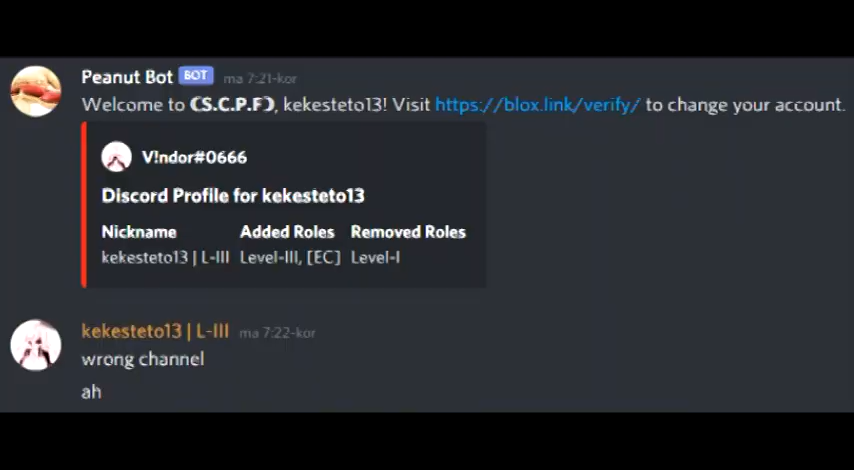 Peanut Bot BOT ma 7:21-kor
Welcome to (S.C.P.F), kekesteto13! Visit https://blox.link/verify/ to change your account.
V!ndor#0666
Discord Profile for kekesteto13
Nickname Added Roles Removed Roles
kekesteto13 | L-III Level-III, [EC] Level-I
kekesteto13 | L-III ma 7:22-kor
wrong channel
ah